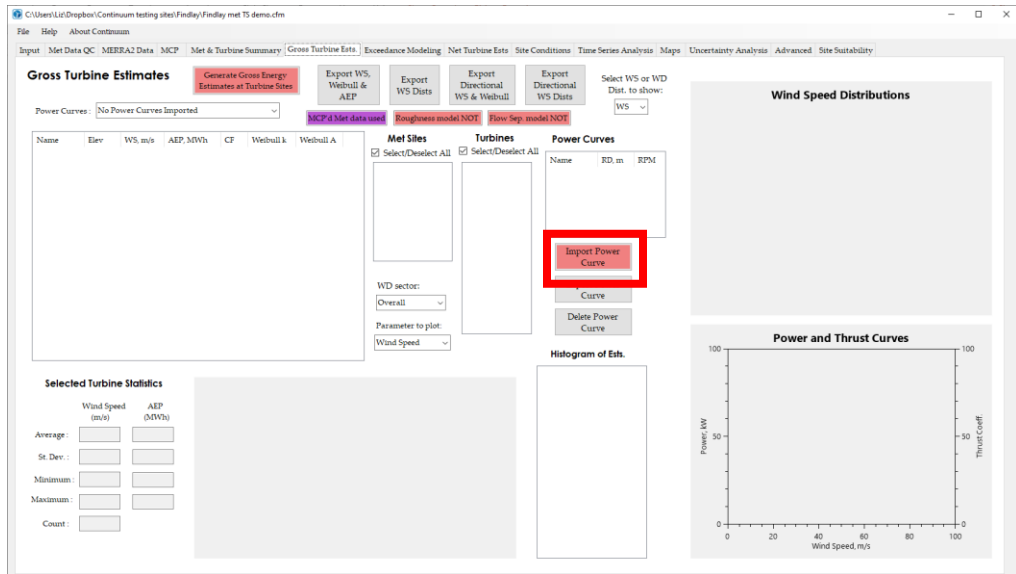 C:\Users\Liz\Dropbox\Continuum testing sites\Findlay\Findlay met TS demo.cfm
File Help About Continuum
Input Met Data QC MERRA2 Data MCP Met & Turbine Summary Gross Turbine Ests. Exceedance Modeling Net Turbine Ests Site Conditions Time Series Analysis Maps Uncertainty Analysis Advanced Site Suitability
Gross Turbine Estimates
Generate Gross Energy
Estimates at Turbine Sites
Export WS,
Weibull &
AEP
Export
WS Dists
Export
Directional
WS & Weibull
Export
Directional
WS Dists
Select WS or WD
Dist. to show:
WS
Power Curves : No Power Curves Imported
MCP'd Met data used
Roughness model NOT
Flow Sep. model NOT
Name Elev WS, m/s AEP, MWh CF Weibull k Weibull A
Met Sites
Select/Deselect All
Turbines
Select/Deselect All
Power Curves
Name RD, m RPM
Import Power
Curve
Curve
Delete Power
Curve
WD sector:
Overall
Parameter to plot:
Wind Speed
Histogram of Ests.
Wind Speed Distributions
Selected Turbine Statistics
Wind Speed
(m/s)
AEP
(MWh)
Average :
St. Dev. :
Minimum :
Maximum :
Count :
Power and Thrust Curves
100
50
0
Power, kW
100
50
0
Thrust Coeff.
0 20 40 60 80 100
Wind Speed, m/s